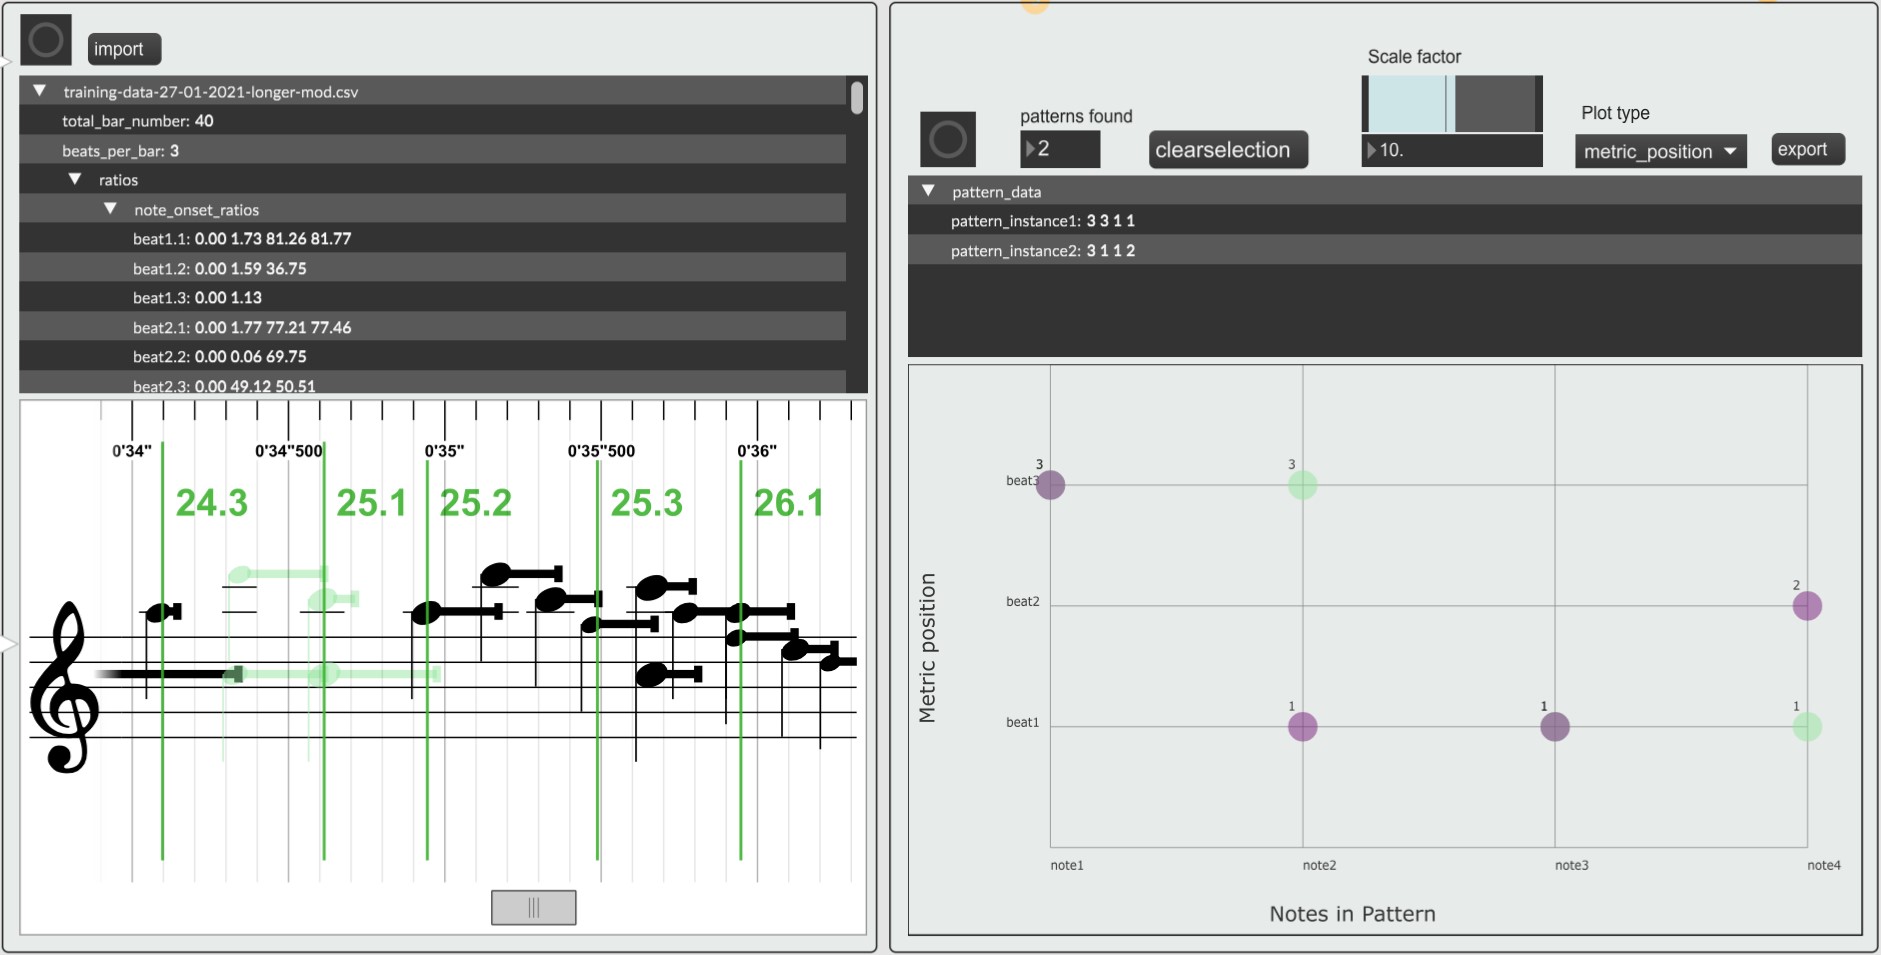 import
training-data-27-01-2021-longer-mod.csv
total_bar_number: 40
beats_per_bar: 3
ratios
note_onset_ratios
beat1.1: 0.00 1.73 81.26 81.77
beat1.2: 0.00 1.59 36.75
beat1.3: 0.00 1.13
beat2.1: 0.00 1.77 77.21 77.46
beat2.2: 0.00 0.06 69.75
beat2.3: 0.00 49.12 50.51
0'34" 0'34"500 0'35" 0'35"500 0'36"
24.3 25.1 25.2 25.3 26.1
Scale factor
patterns found
Plot type
2
clearselection
10.
metric_position
export
pattern_data
pattern_instance1: 3 3 1 1
pattern_instance2: 3 1 1 2
3 3
beat3
2
beat2
1 1 1
beat1
Metric position
note1 note2 note3 note4
Notes in Pattern